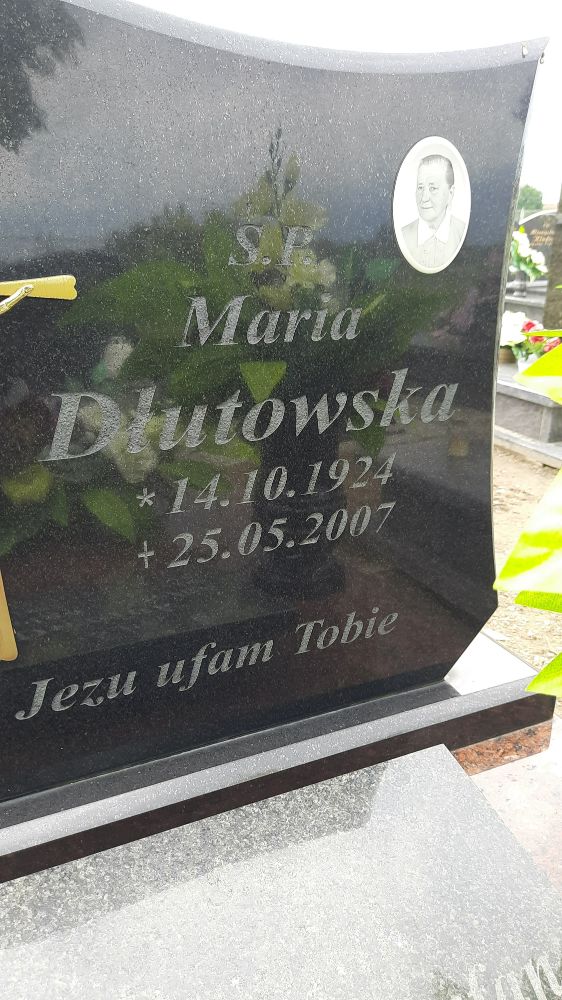 Ś.P.
Maria
Dłutowska
* 14.10.1924
+ 25.05.2007
Jezu ufam Tobie